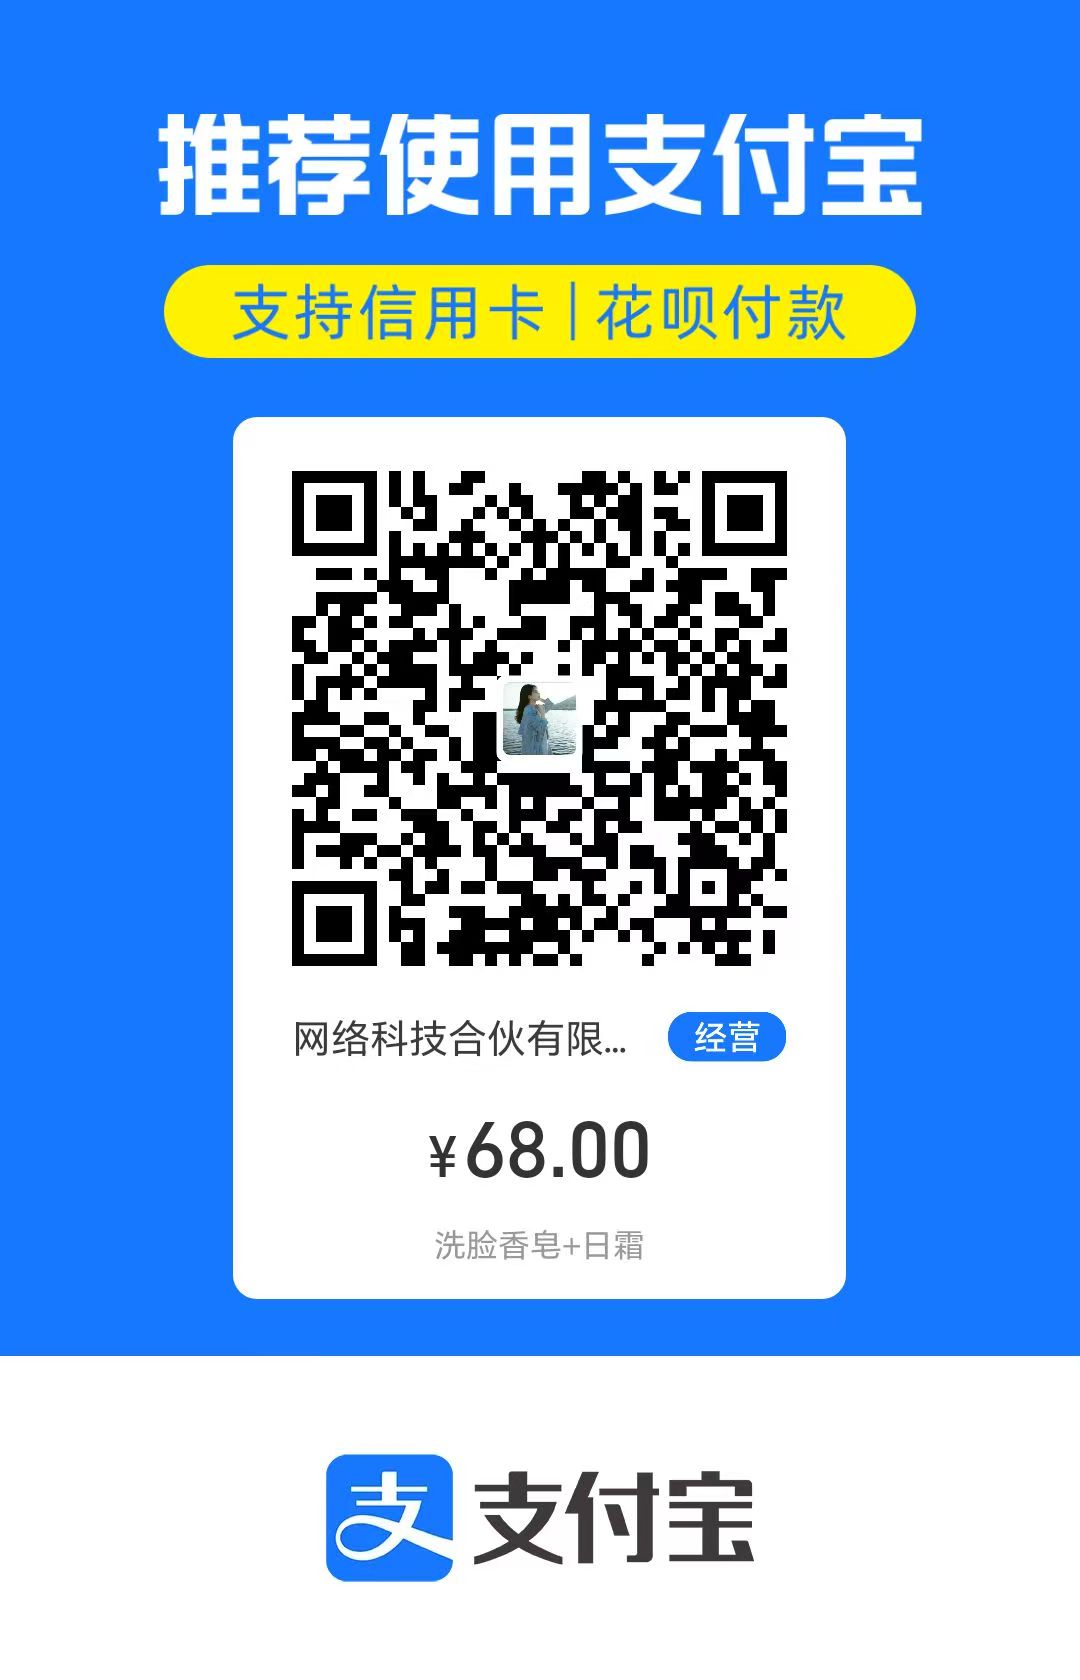 推荐使用支付宝
支持信用卡|花呗付款
网络科技合伙有限... 经营
¥68.00
洗脸香皂+日霜
支 支付宝